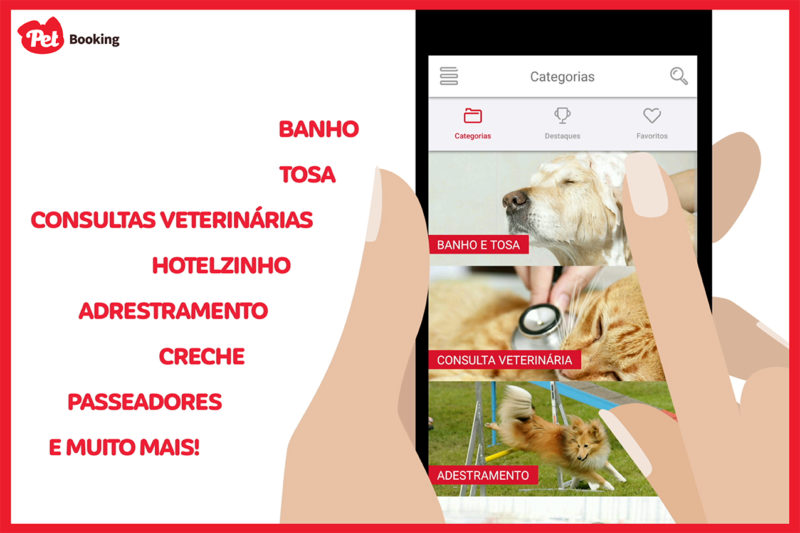 Pet Booking
BANHO
TOSA
CONSULTAS VETERINÁRIAS
HOTELZINHO
ADRESTRAMENTO
CRECHE
PASSEADORES
E MUITO MAIS!
Categorias
Categorias Destaques Favoritos
BANHO E TOSA
CONSULTA VETERINÁRIA
ADESTRAMENTO